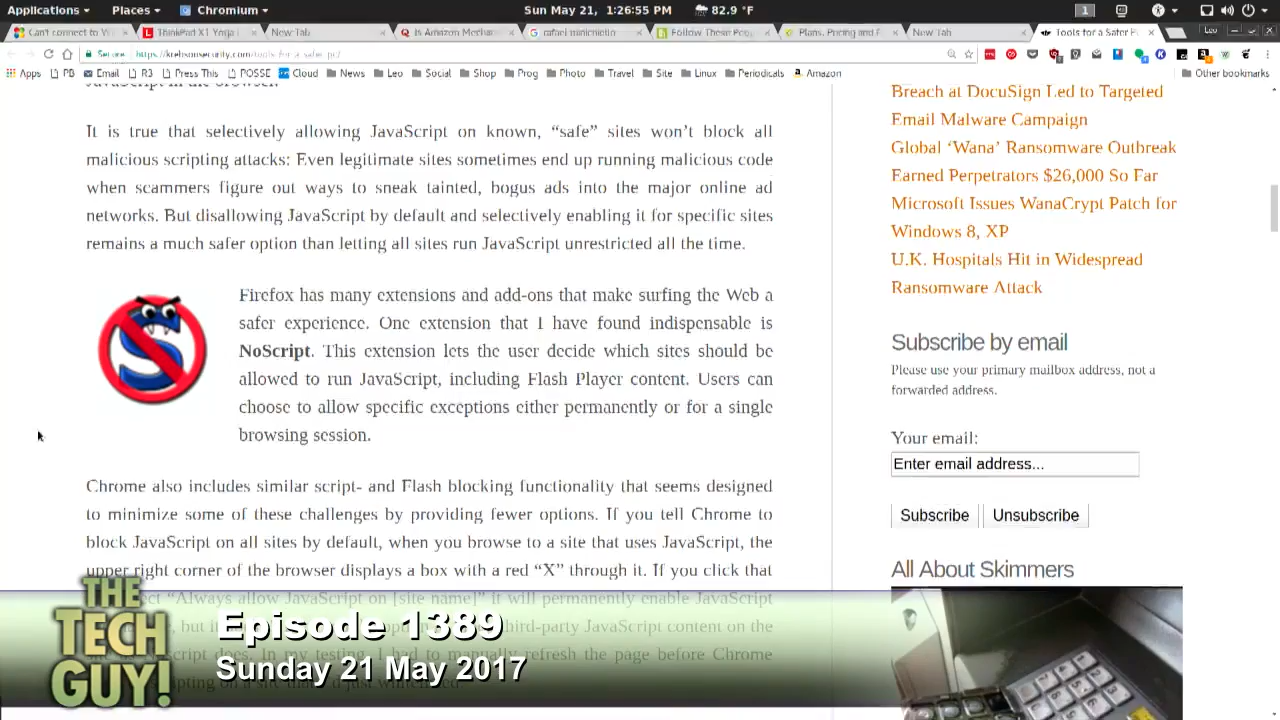 Applications Places Chromium Sun May 21, 1:26:55 PM 82.9 °F 1
Can't connect to W ThinkPad X1 Yoga New Tab Is Amazon Mechan rafael Follow These Peo Plans, Pricing and F New Tab Tools for a Safer P Leo
Secure https://krebsonsecurity.com/tools-for-a-safer-pc/
Apps PB Email R3 Press This POSSE Cloud News Leo Social Shop Prog Photo Travel Site Linux Periodicals Amazon Other bookmarks
JavaScript in the browser.
It is true that selectively allowing JavaScript on known, “safe” sites won’t block all
malicious scripting attacks: Even legitimate sites sometimes end up running malicious code
when scammers figure out ways to sneak tainted, bogus ads into the major online ad
networks. But disallowing JavaScript by default and selectively enabling it for specific sites
remains a much safer option than letting all sites run JavaScript unrestricted all the time.
Firefox has many extensions and add-ons that make surfing the Web a
safer experience. One extension that I have found indispensable is
NoScript. This extension lets the user decide which sites should be
allowed to run JavaScript, including Flash Player content. Users can
choose to allow specific exceptions either permanently or for a single
browsing session.
Chrome also includes similar script- and Flash blocking functionality that seems designed
to minimize some of these challenges by providing fewer options. If you tell Chrome to
block JavaScript on all sites by default, when you browse to a site that uses JavaScript, the
upper right corner of the browser displays a box with a red “X” through it. If you click that
“Always allow JavaScript on [site name]” it will permanently enable JavaScript
third-party JavaScript content on the
does. In my testing, I had to manually refresh the page before Chrome
Breach at DocuSign Led to Targeted
Email Malware Campaign
Global ‘Wana’ Ransomware Outbreak
Earned Perpetrators $26,000 So Far
Microsoft Issues WanaCrypt Patch for
Windows 8, XP
U.K. Hospitals Hit in Widespread
Ransomware Attack
Subscribe by email
Please use your primary mailbox address, not a
forwarded address.
Your email:
Enter email address...
Subscribe Unsubscribe
All About Skimmers
THE
TECH
GUY!
Episode 1389
Sunday 21 May 2017